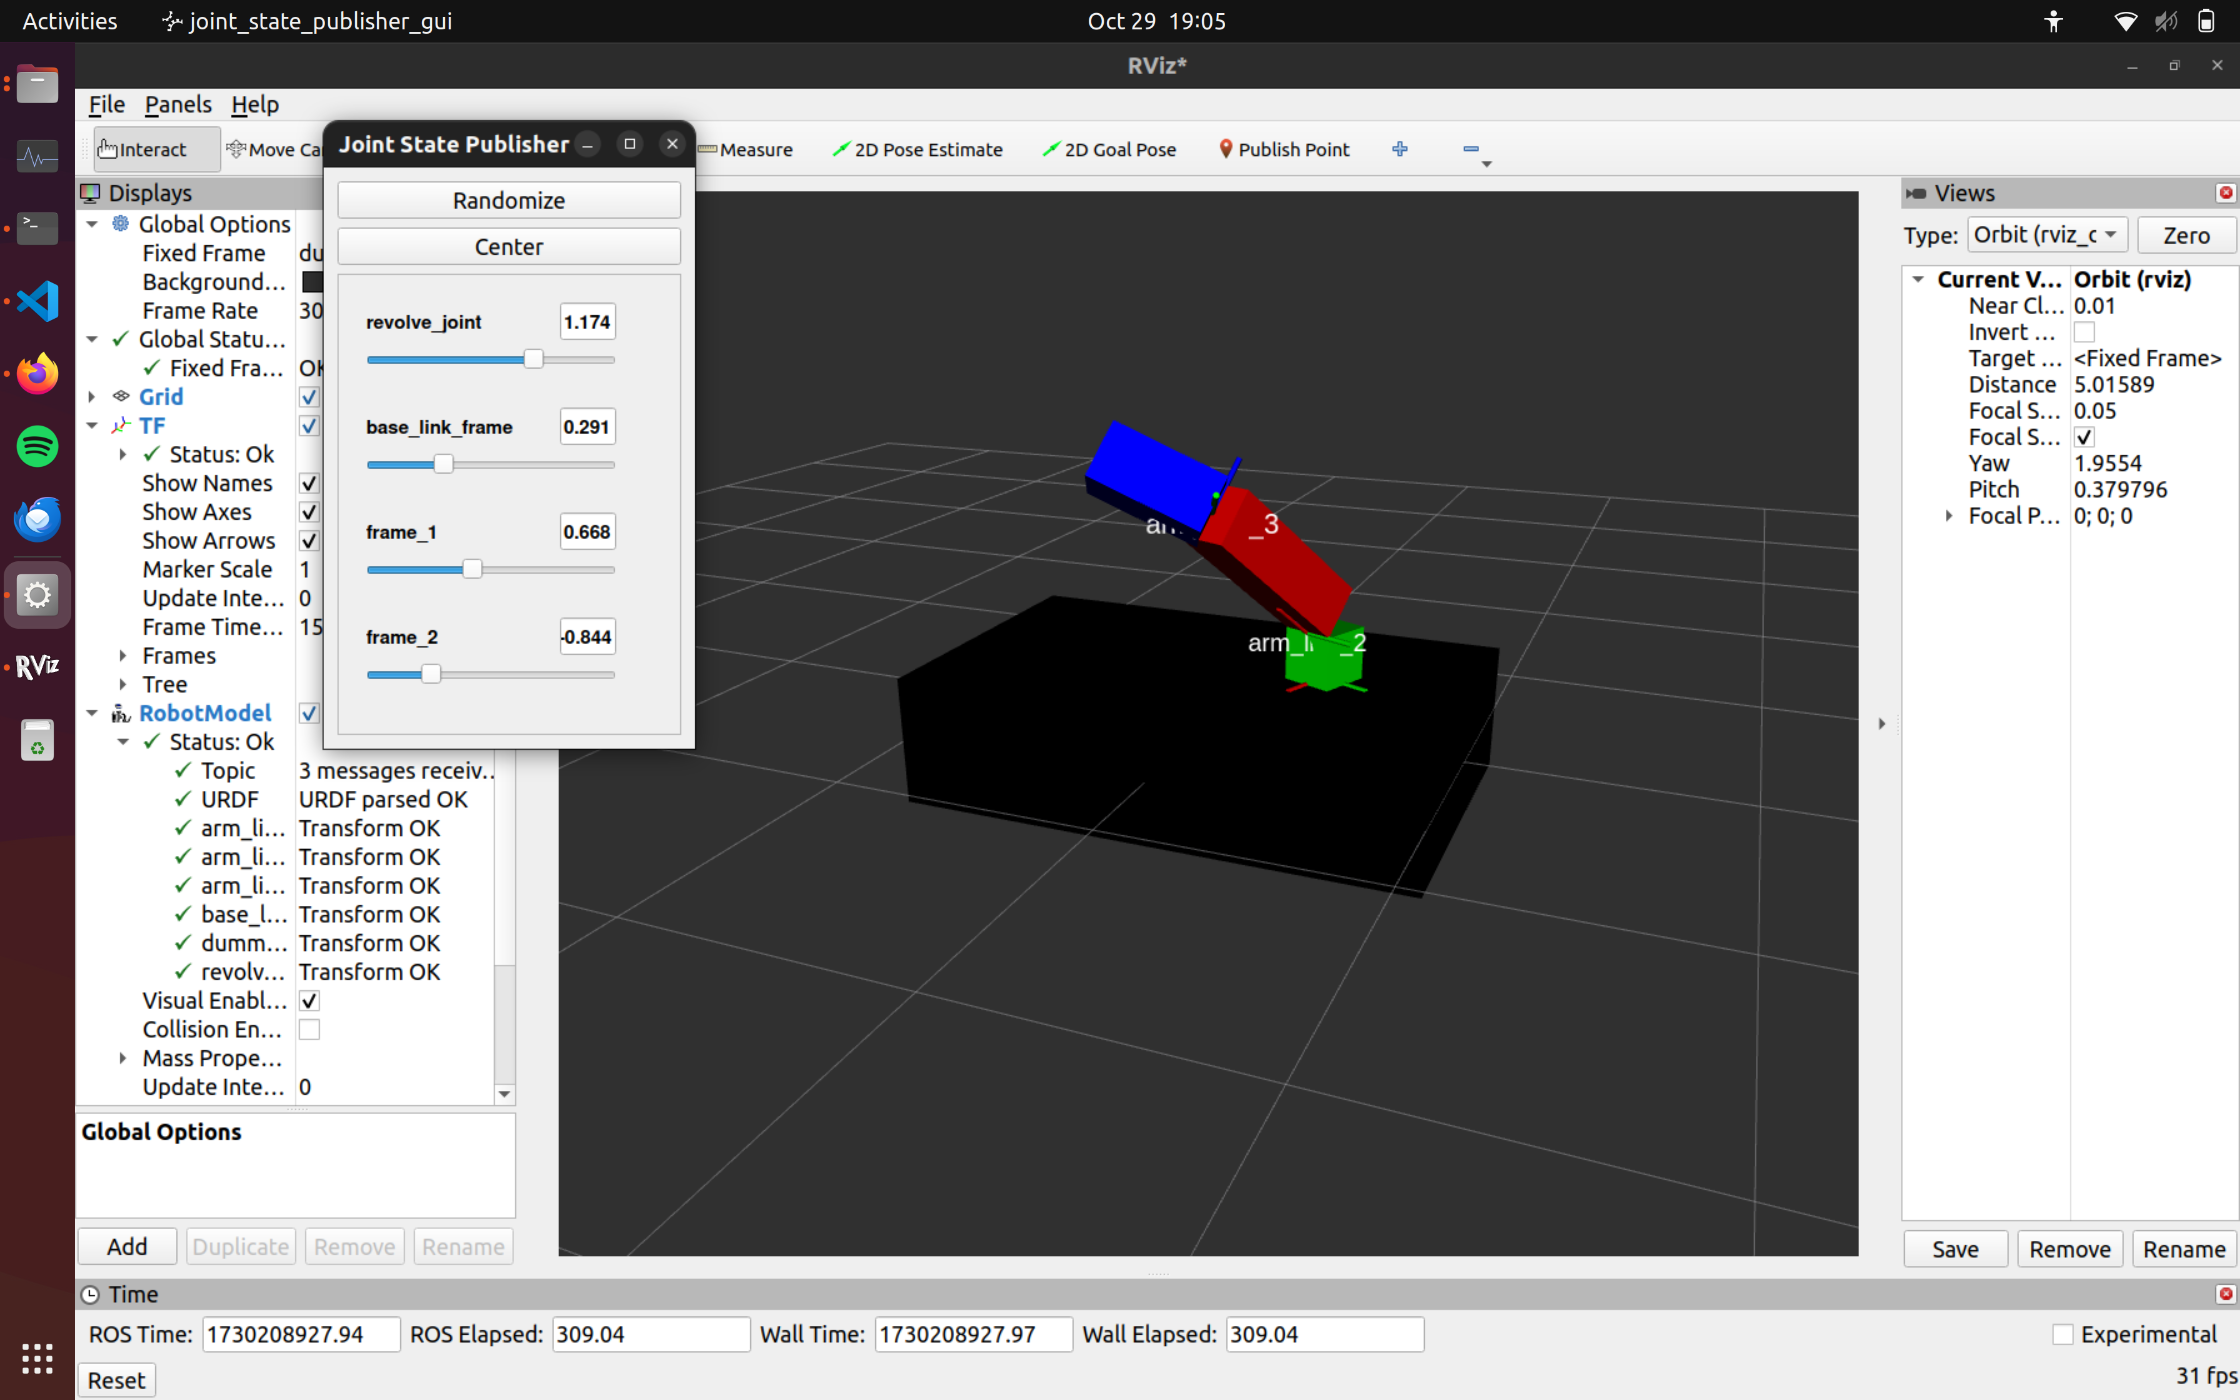 Activities joint_state_publisher_gui Oct 29 19:05
RViz*
File Panels Help
Interact Move Ca Measure 2D Pose Estimate 2D Goal Pose Publish Point
Joint State Publisher
Randomize
Center
revolve_joint 1.174
base_link_frame 0.291
frame_1 0.668
frame_2 -0.844
Displays
Global Options
Fixed Frame du
Background...
Frame Rate 30
Global Statu...
Fixed Fra... OK
Grid
TF
Status: Ok
Show Names
Show Axes
Show Arrows
Marker Scale 1
Update Inte... 0
Frame Time... 15
Frames
Tree
RobotModel
Status: Ok
Topic 3 messages receiv..
URDF URDF parsed OK
arm_li... Transform OK
arm_li... Transform OK
arm_li... Transform OK
base_l... Transform OK
dumm... Transform OK
revolv... Transform OK
Visual Enabl...
Collision En...
Mass Prope...
Update Inte... 0
Global Options
Add Duplicate Remove Rename
RViz
_3
arm_li _2
Views
Type: Orbit (rviz_c Zero
Current V... Orbit (rviz)
Near Cl... 0.01
Invert ...
Target ... <Fixed Frame>
Distance 5.01589
Focal S... 0.05
Focal S...
Yaw 1.9554
Pitch 0.379796
Focal P... 0; 0; 0
Save Remove Rename
Time
ROS Time: 1730208927.94 ROS Elapsed: 309.04 Wall Time: 1730208927.97 Wall Elapsed: 309.04 Experimental
Reset 31 fps